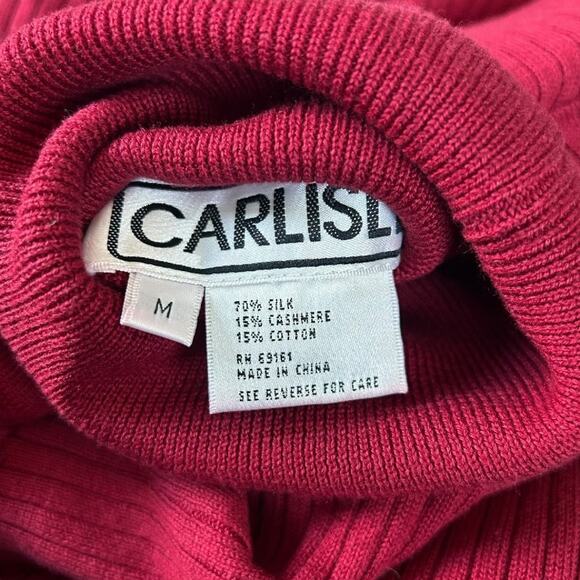 CARLISL
M
70% SILK
15% CASHMERE
15% COTTON
RN 69161
MADE IN CHINA
SEE REVERSE FOR CARE